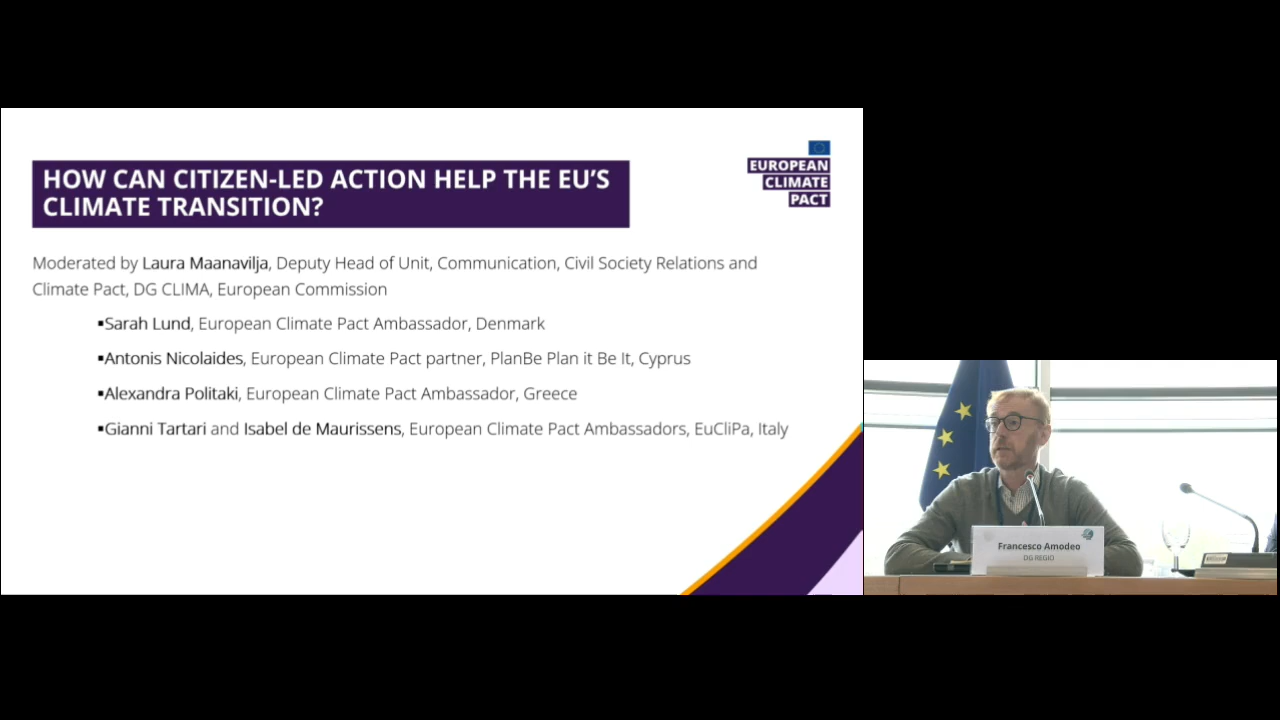 HOW CAN CITIZEN-LED ACTION HELP THE EU'S
CLIMATE TRANSITION?
EUROPEAN
CLIMATE
PACT
Moderated by Laura Maanavilja, Deputy Head of Unit, Communication, Civil Society Relations and
Climate Pact, DG CLIMA, European Commission
▪Sarah Lund, European Climate Pact Ambassador, Denmark
▪Antonis Nicolaides, European Climate Pact partner, PlanBe Plan it Be It, Cyprus
▪Alexandra Politaki, European Climate Pact Ambassador, Greece
▪Gianni Tartari and Isabel de Maurissens, European Climate Pact Ambassadors, EuCliPa, Italy
Francesco Amodeo
DG REGIO